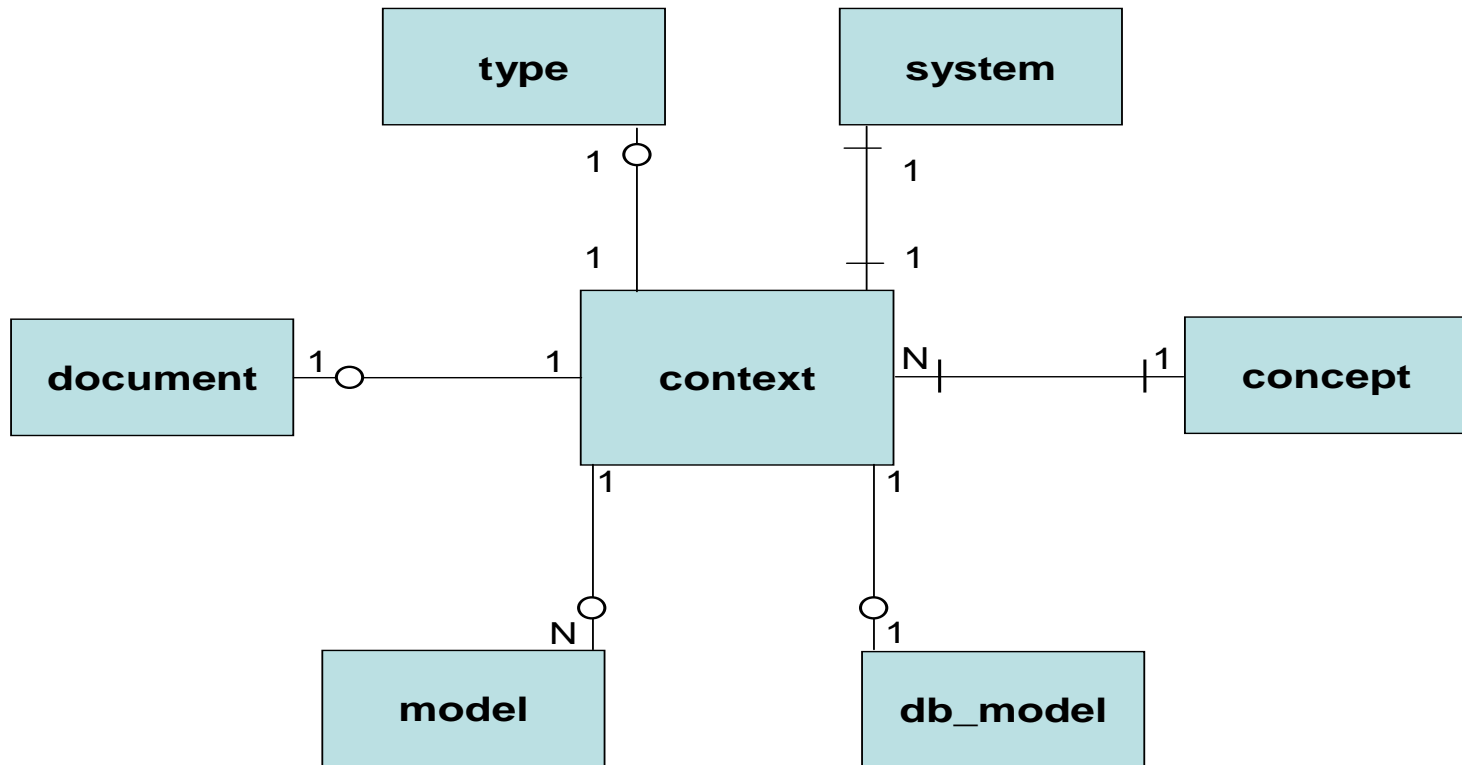 type
system
1
1
1
1
document
1
1
context
N
1
concept
1
1
N
1
model
db_model